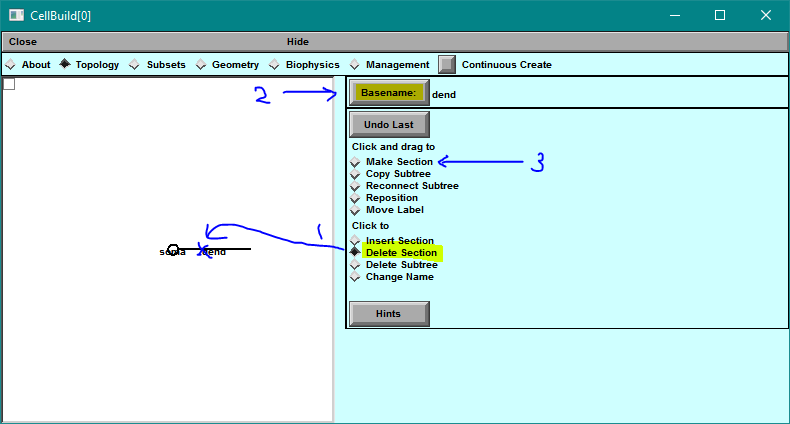 CellBuild[0]
Close Hide
About Topology Subsets Geometry Biophysics Management Continuous Create
2 Basename: dend
Undo Last
Click and drag to
Make Section 3
Copy Subtree
Reconnect Subtree
Reposition
Move Label
Click to
1
Insert Section
soma dend Delete Section
Delete Subtree
Change Name
Hints